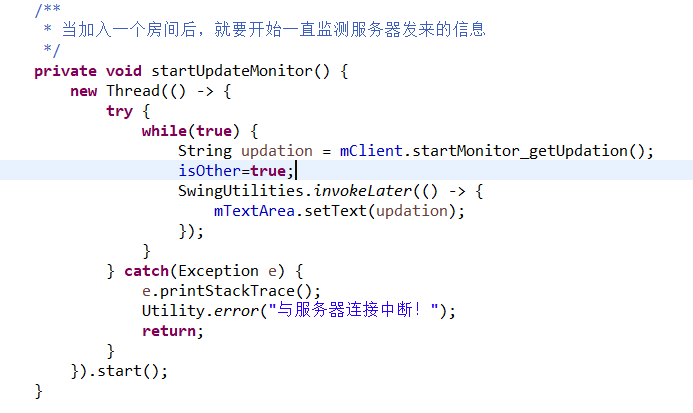 /**
 * 当加入一个房间后，就要开始一直监测服务器发来的信息
 */
private void startUpdateMonitor() {
    new Thread(() -> {
        try {
            while(true) {
                String updation = mClient.startMonitor_getUpdation();
                isOther=true;
                SwingUtilities.invokeLater(() -> {
                    mTextArea.setText(updation);
                });
            }
        } catch(Exception e) {
            e.printStackTrace();
            Utility.error("与服务器连接中断！");
            return;
        }
    }).start();
}